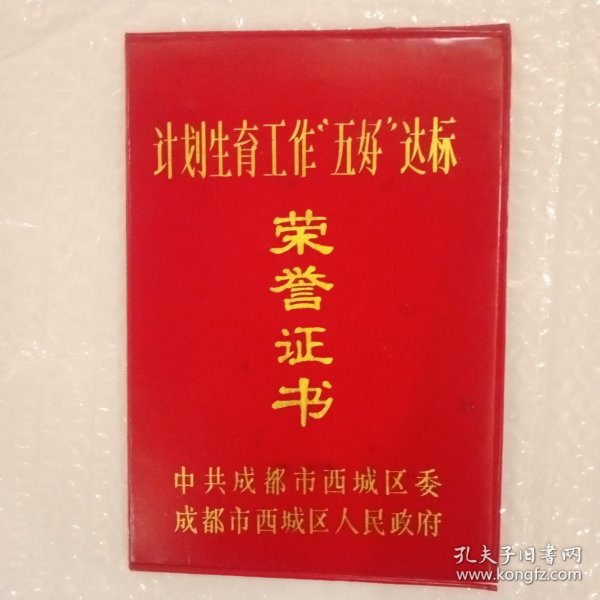 计划生育工作“五好”达标
荣誉证书
中共成都市西城区委
成都市西城区人民政府
孔夫子旧书网
www.kongfz.com